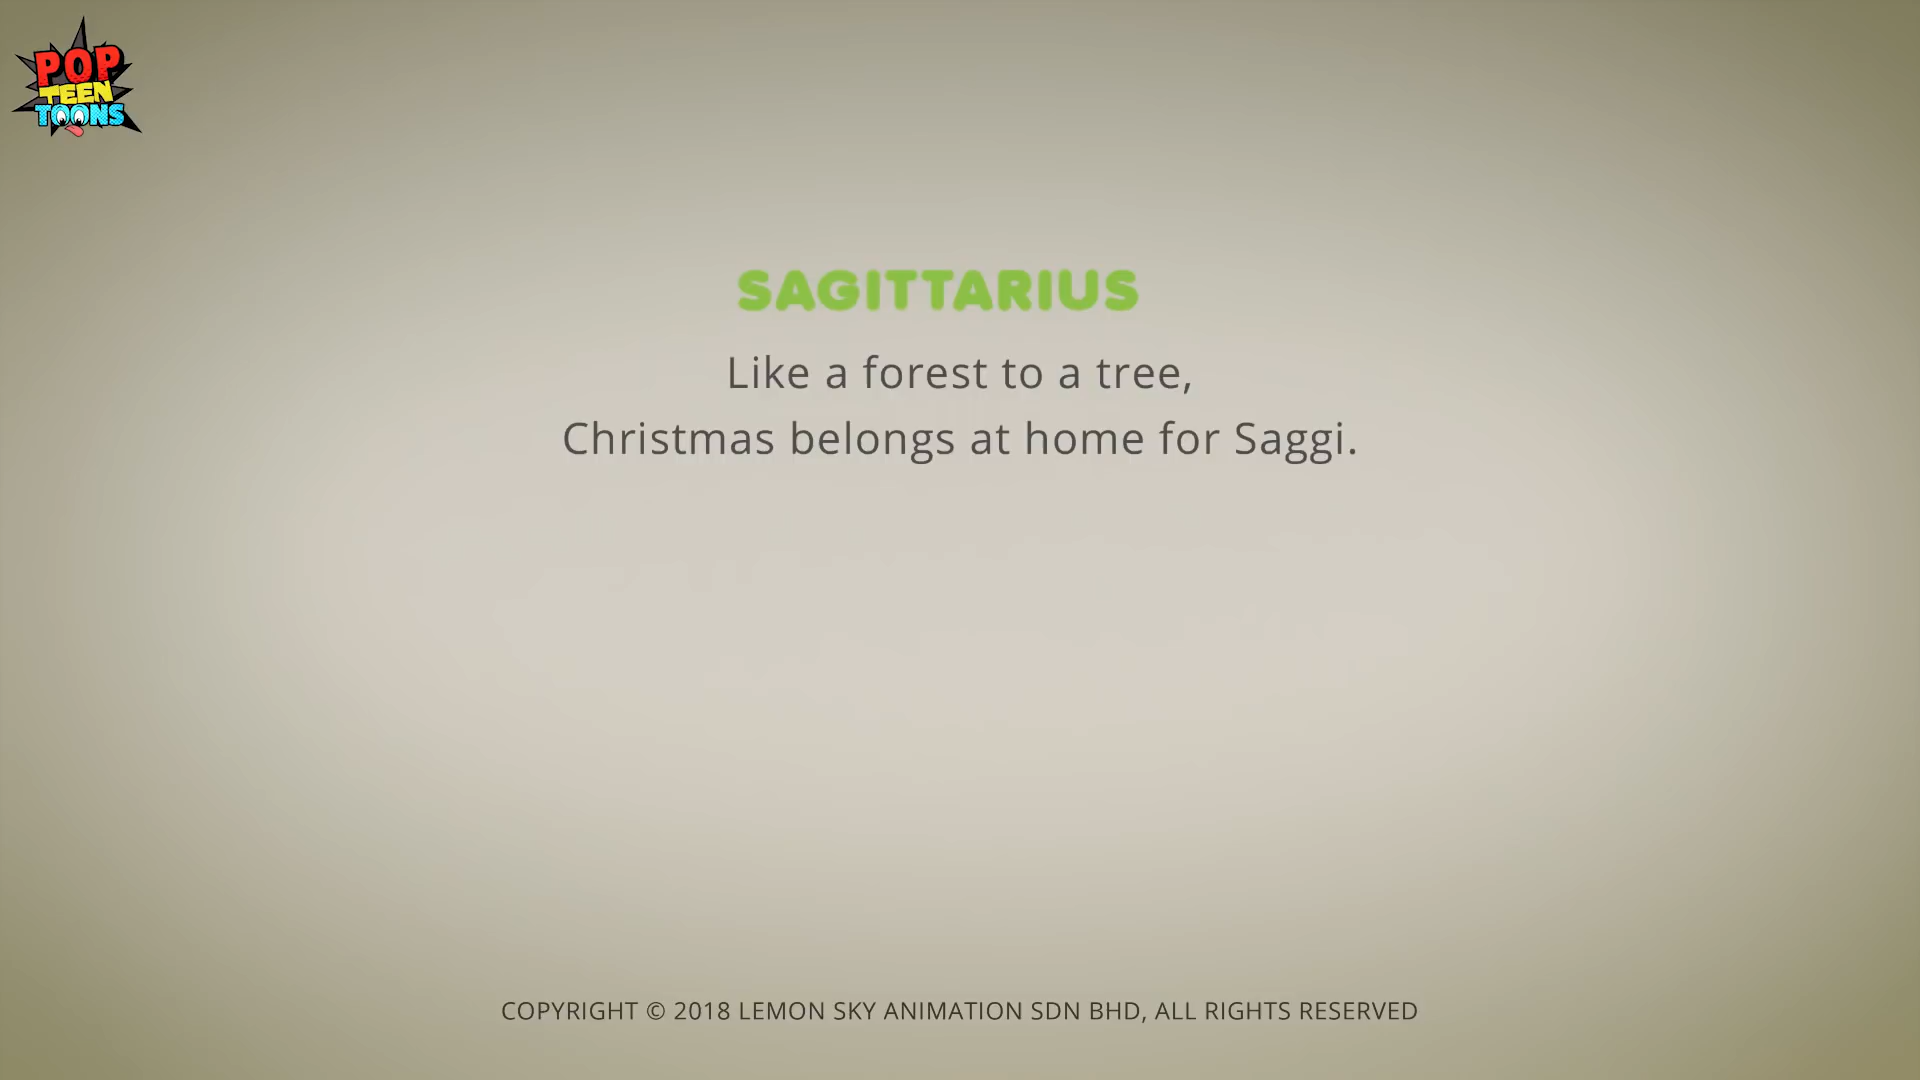 POP
TEEN
TOONS
SAGITTARIUS
Like a forest to a tree,
Christmas belongs at home for Saggi.
COPYRIGHT © 2018 LEMON SKY ANIMATION SDN BHD, ALL RIGHTS RESERVED